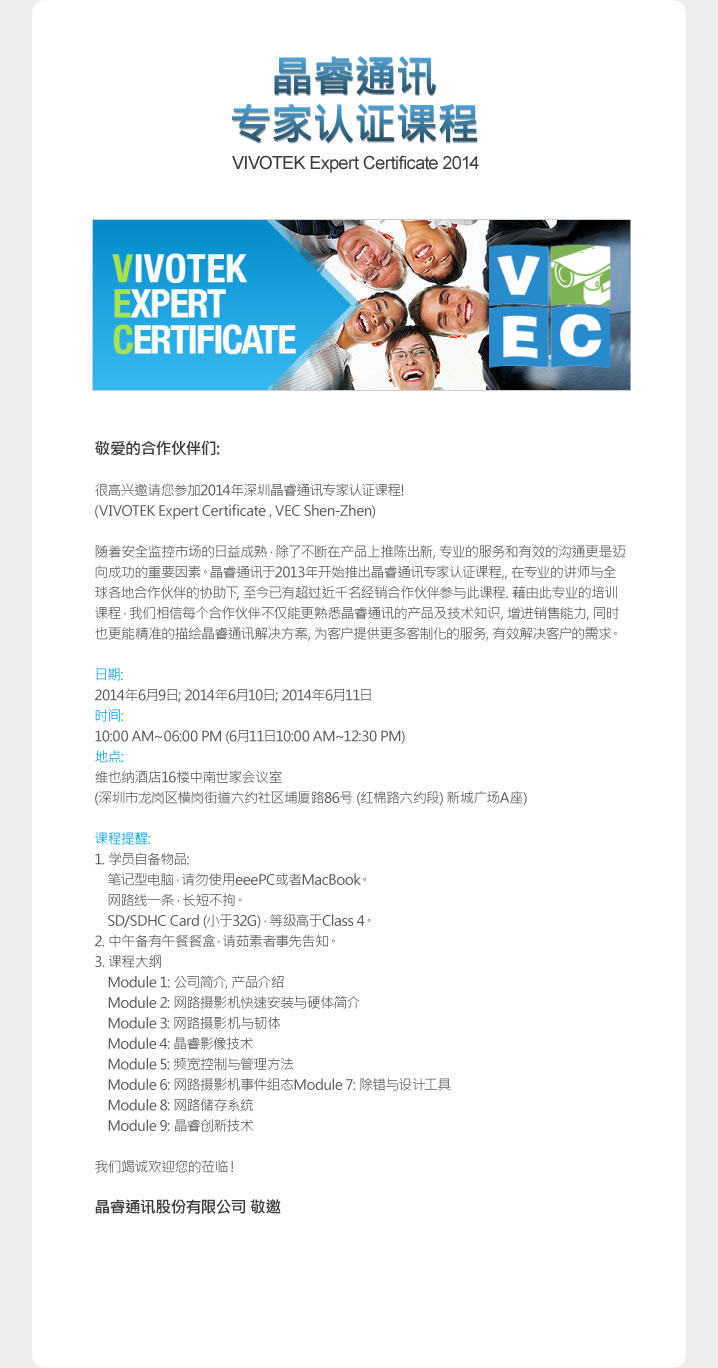 晶睿通讯
专家认证课程
VIVOTEK Expert Certificate 2014
VIVOTEK
EXPERT
CERTIFICATE
V
EC
敬爱的合作伙伴们:
很高兴邀请您参加2014年深圳晶睿通讯专家认证课程!
(VIVOTEK Expert Certificate , VEC Shen-Zhen)
随着安全监控市场的日益成熟，除了不断在产品上推陈出新, 专业的服务和有效的沟通更是迈
向成功的重要因素。晶睿通讯于2013年开始推出晶睿通讯专家认证课程,, 在专业的讲师与全
球各地合作伙伴的协助下, 至今已有超过近千名经销合作伙伴参与此课程. 藉由此专业的培训
课程，我们相信每个合作伙伴不仅能更熟悉晶睿通讯的产品及技术知识, 增进销售能力, 同时
也更能精准的描绘晶睿通讯解决方案, 为客户提供更多客制化的服务, 有效解决客户的需求。
日期:
2014年6月9日; 2014年6月10日; 2014年6月11日
时间:
10:00 AM~06:00 PM (6月11日10:00 AM~12:30 PM)
地点:
维也纳酒店16楼中南世家会议室
(深圳市龙岗区横岗街道六约社区埔厦路86号 (红棉路六约段) 新城广场A座)
课程提醒:
1. 学员自备物品:
笔记型电脑，请勿使用eeePC或者MacBook。
网路线一条，长短不拘。
SD/SDHC Card (小于32G)，等级高于Class 4。
2. 中午备有午餐餐盒，请茹素者事先告知。
3. 课程大纲
Module 1: 公司简介, 产品介绍
Module 2: 网路摄影机快速安装与硬体简介
Module 3: 网路摄影机与韧体
Module 4: 晶睿影像技术
Module 5: 频宽控制与管理方法
Module 6: 网路摄影机事件组态Module 7: 除错与设计工具
Module 8: 网路储存系统
Module 9: 晶睿创新技术
我们竭诚欢迎您的莅临!
晶睿通讯股份有限公司 敬邀